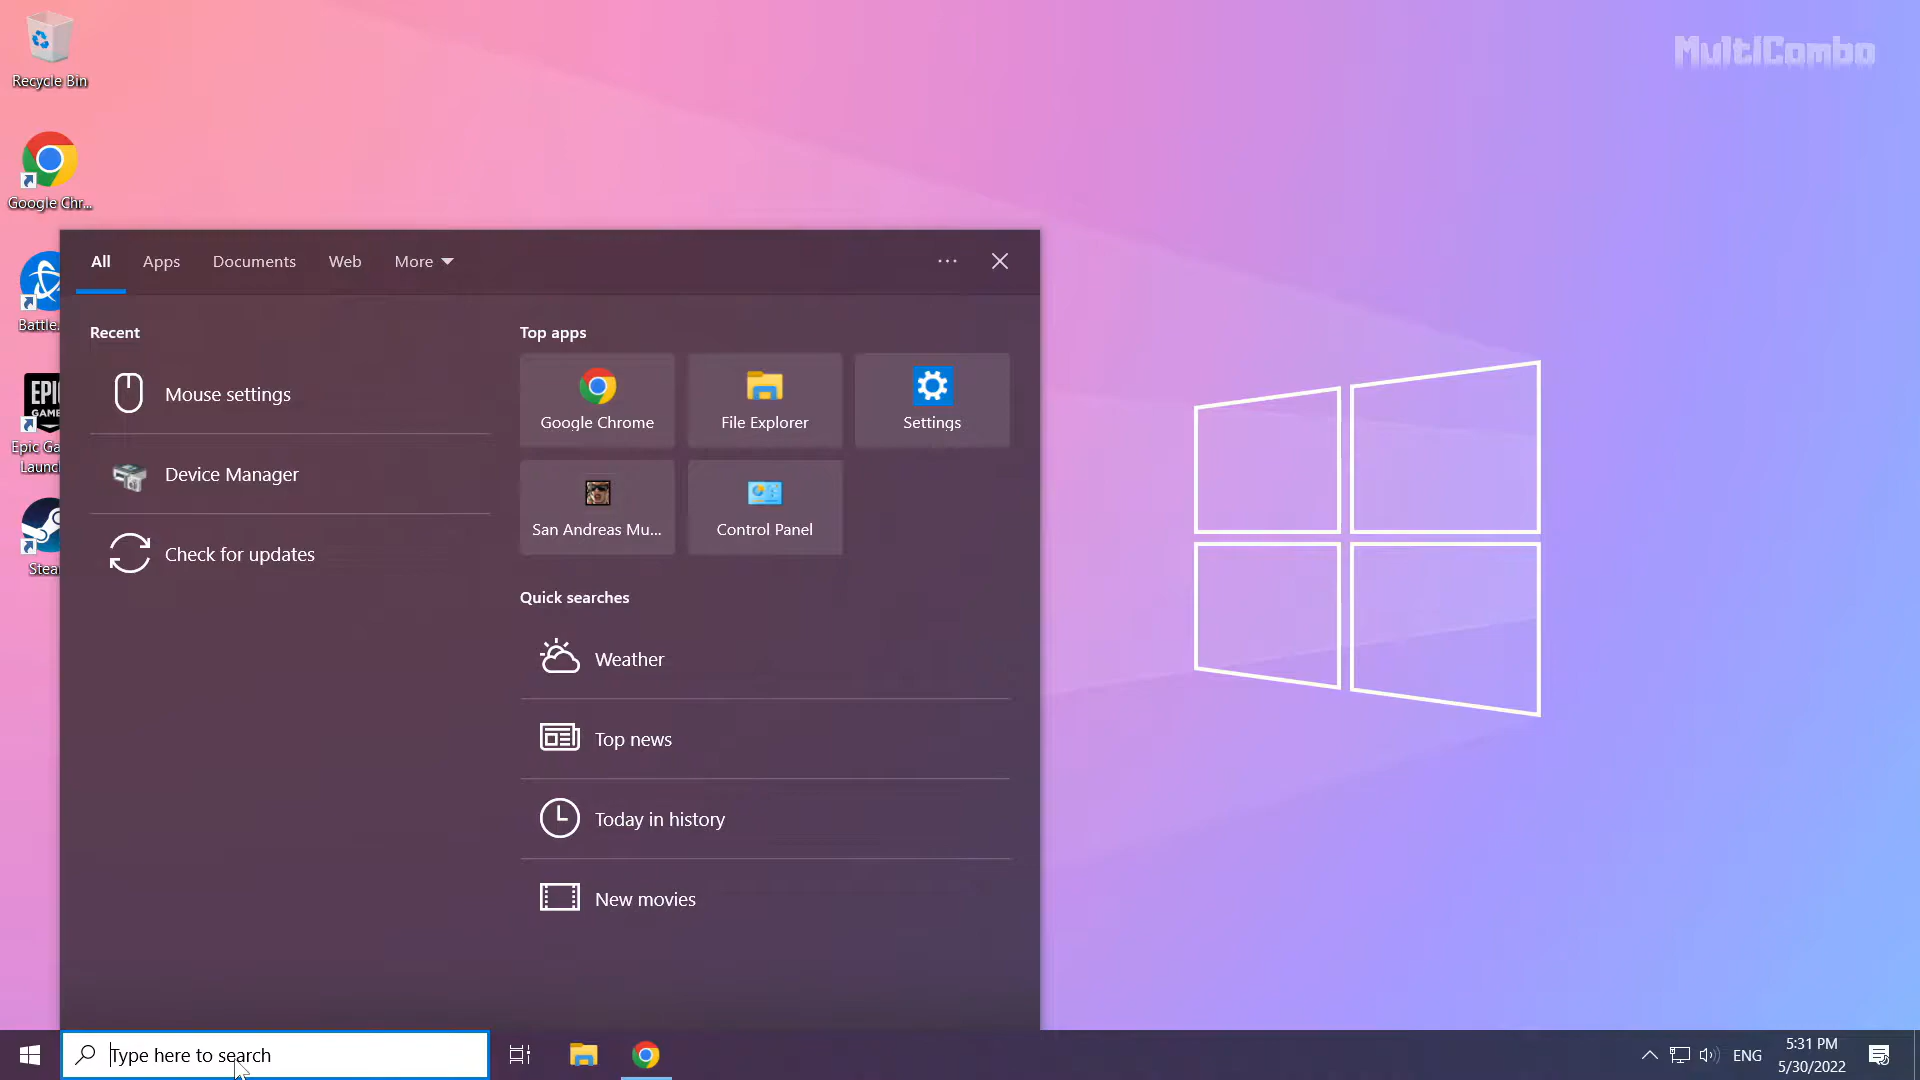 MultiCombo
Recycle Bin
Google Chr...
Battle.
Epic Ga
Launc
Stea
All Apps Documents Web More
Recent
Mouse settings
Device Manager
Check for updates
Top apps
Google Chrome File Explorer Settings
San Andreas Mu... Control Panel
Quick searches
Weather
Top news
Today in history
New movies
Type here to search
ENG
5:31 PM
5/30/2022